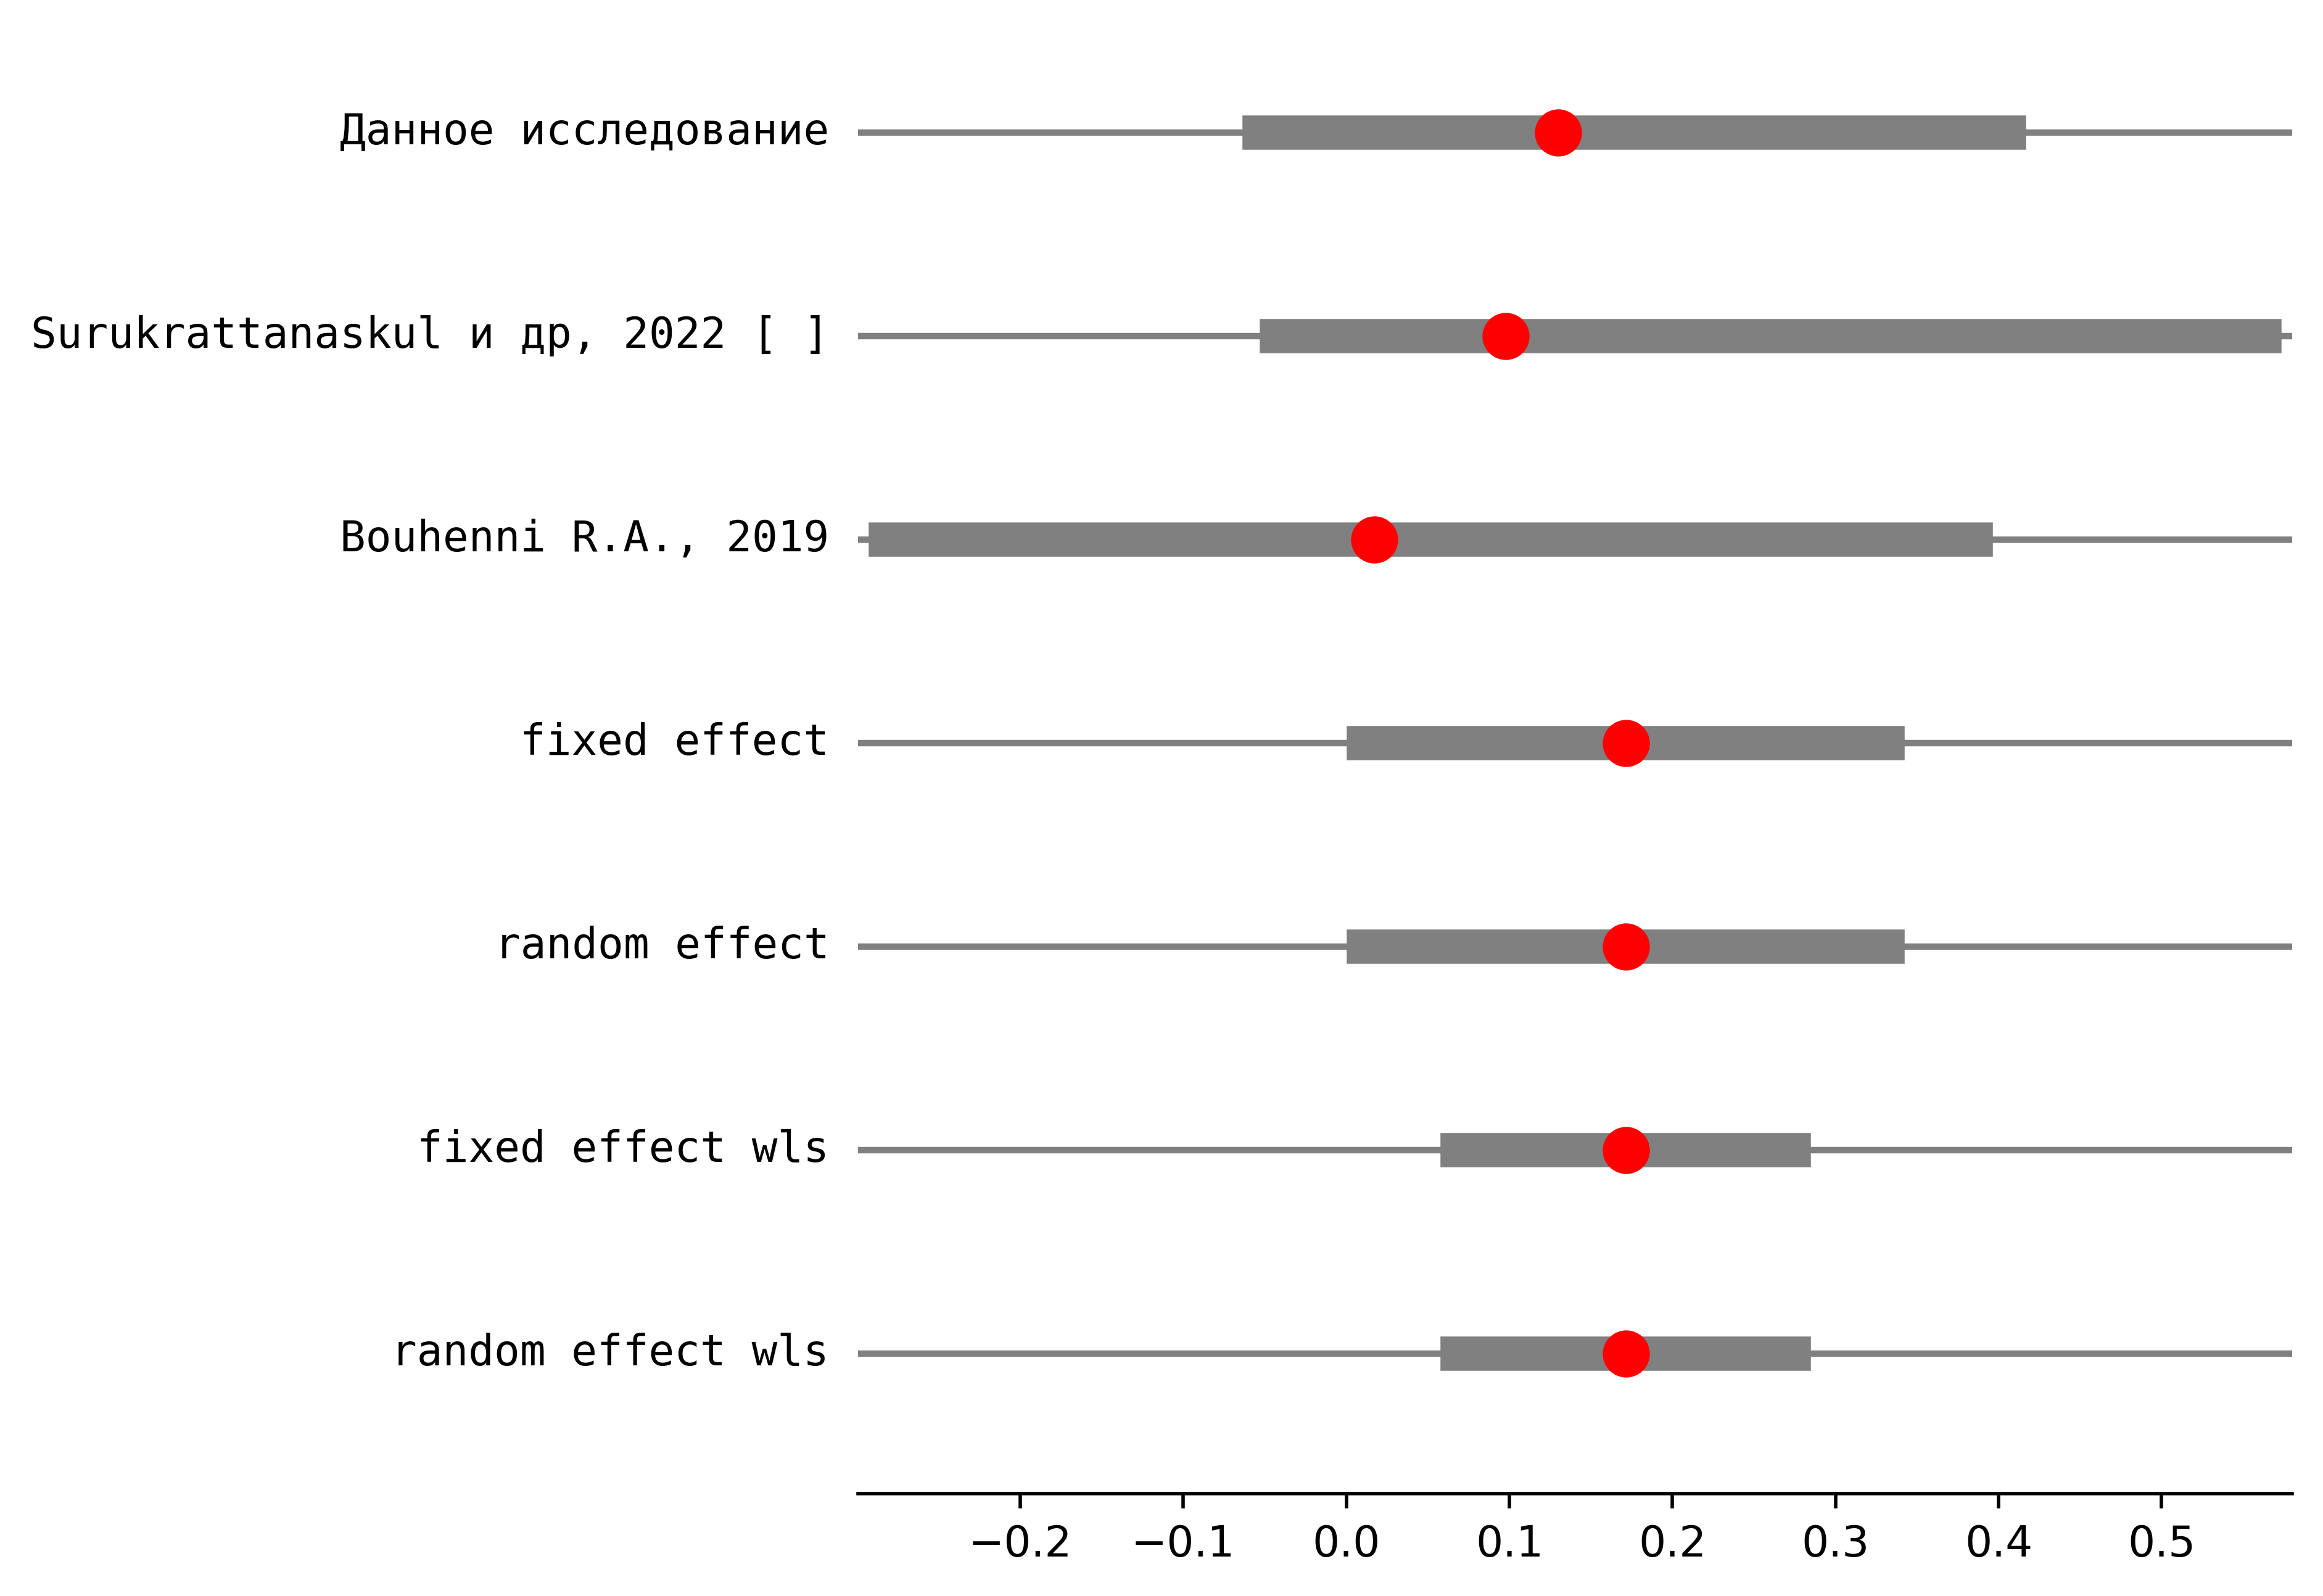 Данное исследование
Surukrattanaskul и др, 2022 [ ]
Bouhenni R.A., 2019
fixed effect
random effect
fixed effect wls
random effect wls
−0.2 −0.1 0.0 0.1 0.2 0.3 0.4 0.5